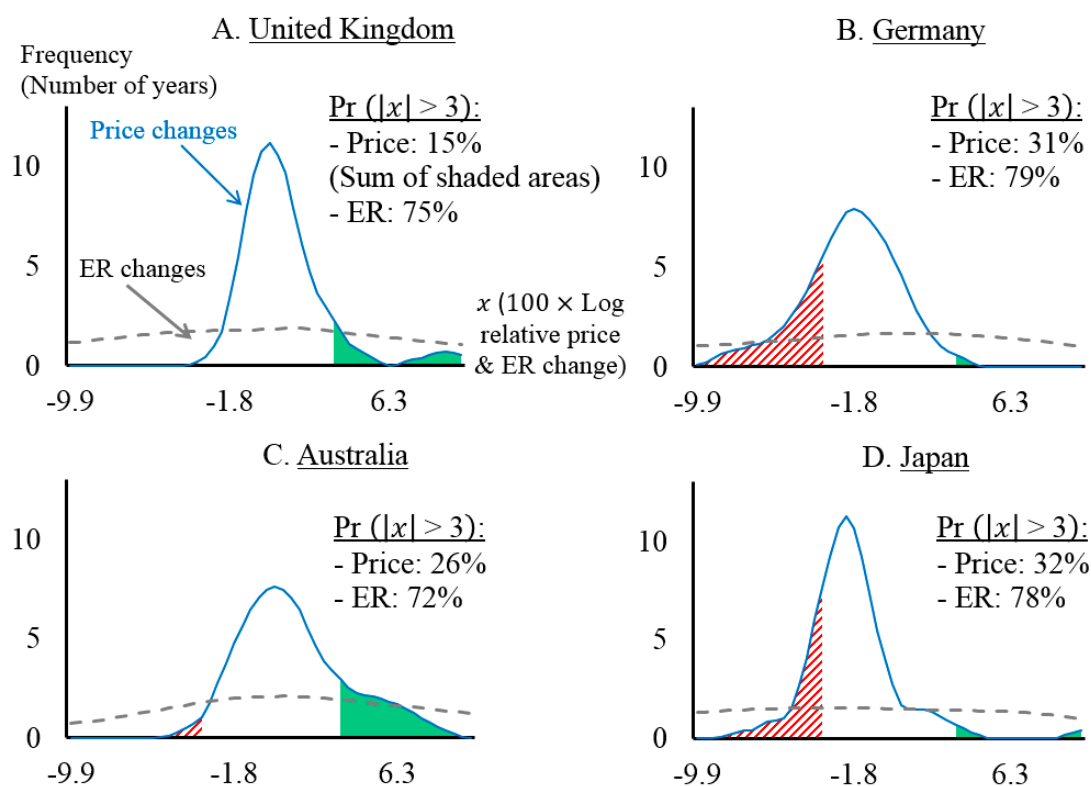 A. United Kingdom
Frequency
(Number of years)
Price changes
ER changes
Pr (|x| > 3):
- Price: 15%
(Sum of shaded areas)
- ER: 75%
x (100 × Log
relative price
& ER change)
10
5
0
-9.9 -1.8 6.3
B. Germany
Pr (|x| > 3):
- Price: 31%
- ER: 79%
10
5
0
-9.9 -1.8 6.3
C. Australia
Pr (|x| > 3):
- Price: 26%
- ER: 72%
10
5
0
-9.9 -1.8 6.3
D. Japan
Pr (|x| > 3):
- Price: 32%
- ER: 78%
10
5
0
-9.9 -1.8 6.3